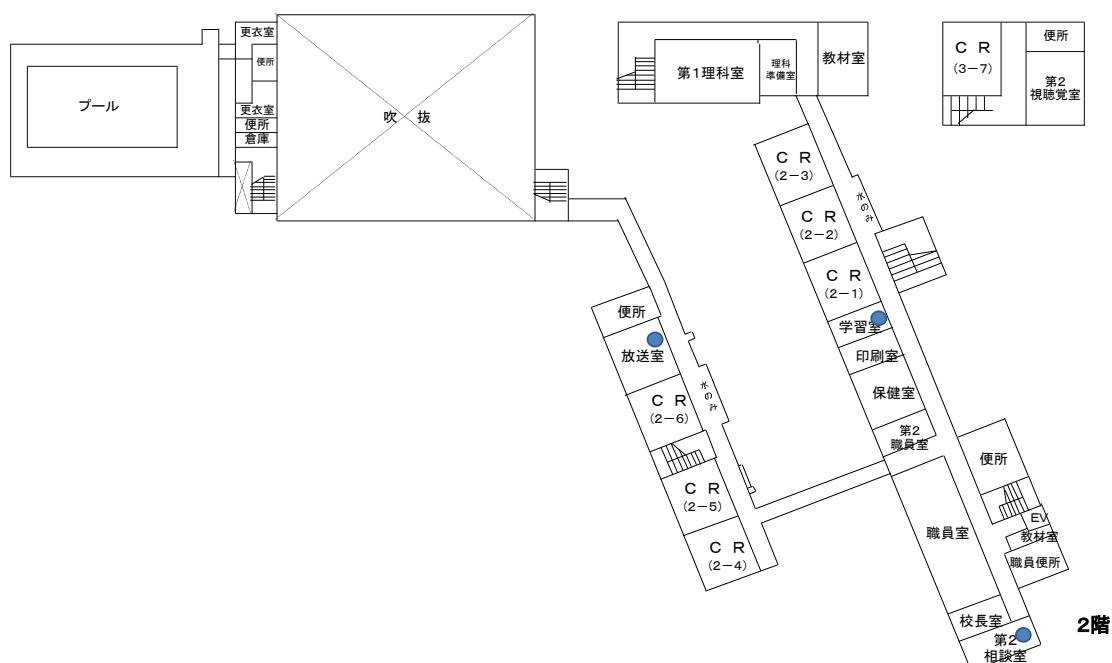 更衣室
便所
更衣室
便所
倉庫
プール
吹 抜
第1理科室
理科
準備室
教材室
C R
(3-7)
便所
第2
視聴覚室
C R
(2-3)
水のみ
C R
(2-2)
C R
(2-1)
学習室
印刷室
保健室
第2
職員室
便所
放送室
C R
(2-6)
水のみ
C R
(2-5)
C R
(2-4)
便所
EV
教材室
職員便所
職員室
校長室
第2
相談室
2階